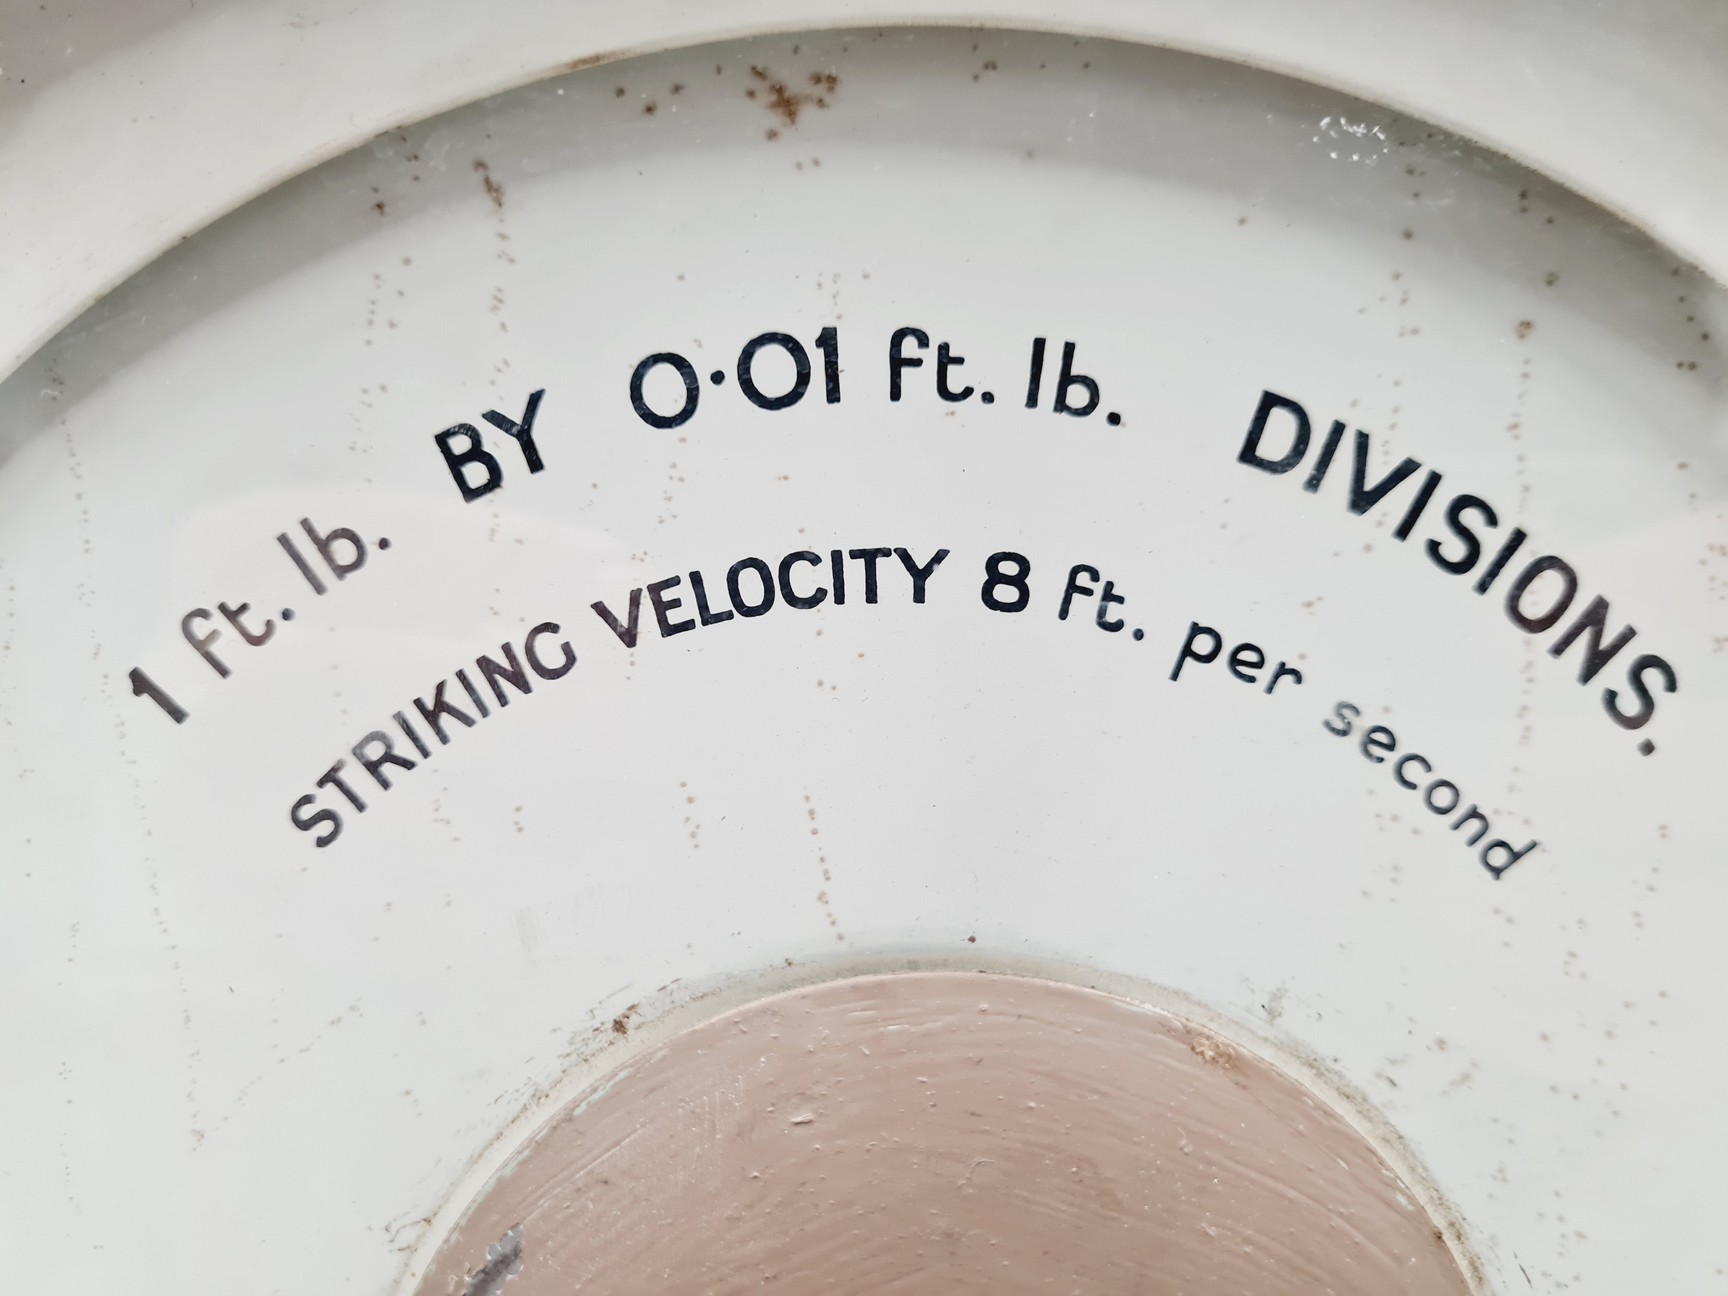 1 ft. lb. BY 0·01 ft. lb. DIVISIONS.
STRIKING VELOCITY 8 ft. per second